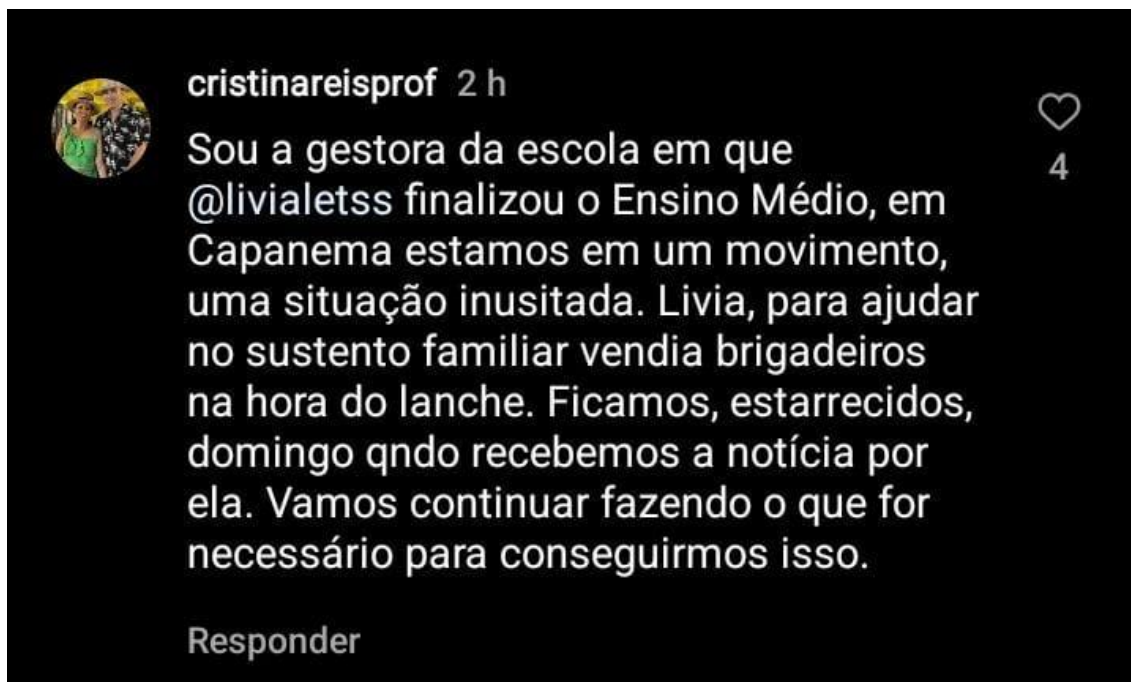 cristinareisprof 2 h
Sou a gestora da escola em que
@livialetss finalizou o Ensino Médio, em
Capanema estamos em um movimento,
uma situação inusitada. Livia, para ajudar
no sustento familiar vendia brigadeiros
na hora do lanche. Ficamos, estarrecidos,
domingo qndo recebemos a notícia por
ela. Vamos continuar fazendo o que for
necessário para conseguirmos isso.
4
Responder